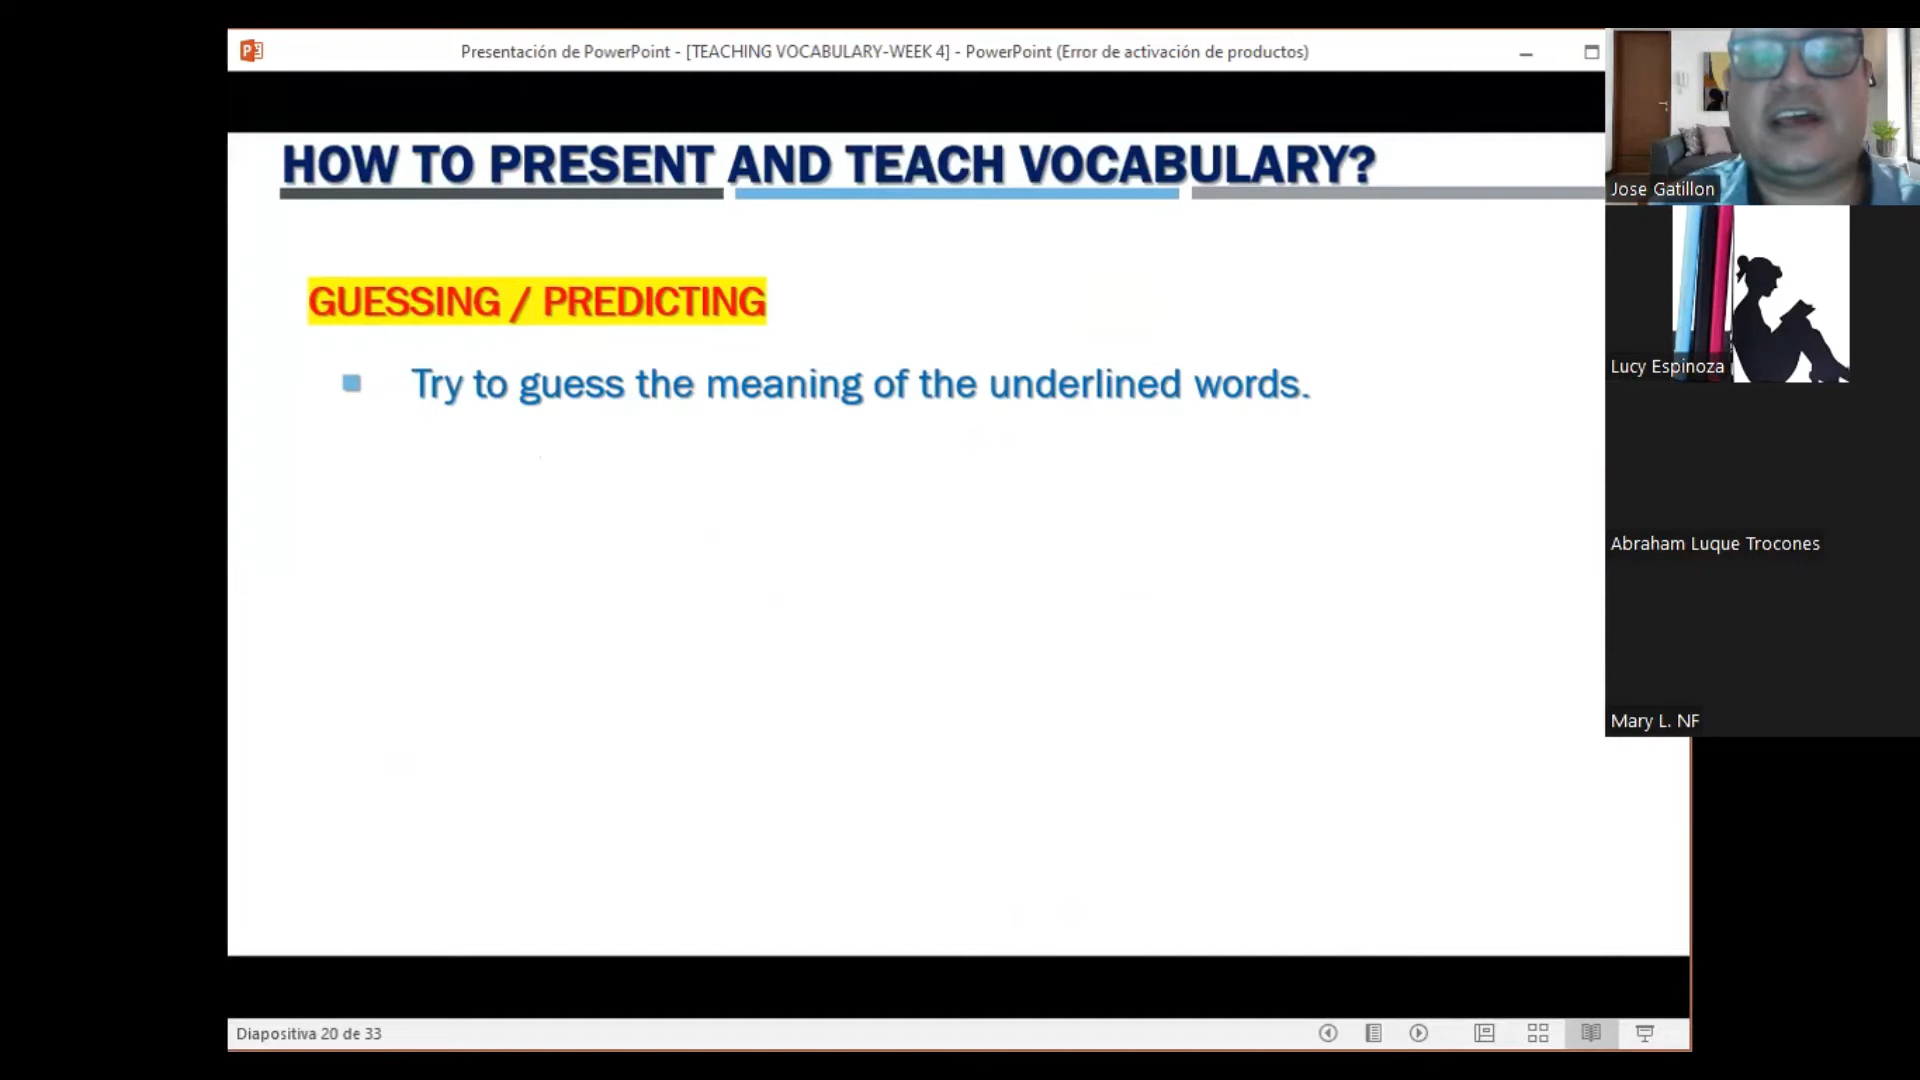 Presentación de PowerPoint - [TEACHING VOCABULARY-WEEK 4] - PowerPoint (Error de activación de productos)
HOW TO PRESENT AND TEACH VOCABULARY?
Jose Gatillon
GUESSING / PREDICTING
Lucy Espinoza
Try to guess the meaning of the underlined words.
Abraham Luque Trocones
Mary L. NF
Diapositiva 20 de 33